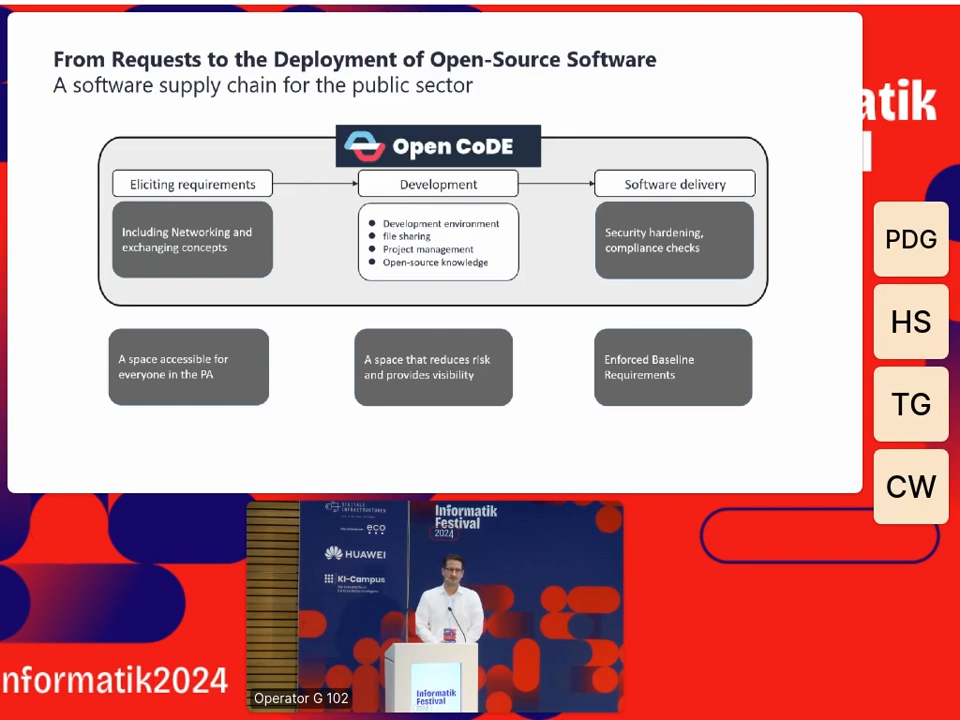 From Requests to the Deployment of Open-Source Software
A software supply chain for the public sector
Open CoDE
Eliciting requirements
Development
Software delivery
Including Networking and
exchanging concepts
Development environment
file sharing
Project management
Open-source knowledge
Security hardening,
compliance checks
A space accessible for
everyone in the PA
A space that reduces risk
and provides visibility
Enforced Baseline
Requirements
atik
PDG
HS
TG
CW
DIGITALE
INFRASTRUKTUREN
eco
HUAWEI
KI-Campus
Informatik
Festival
2024
Informatik
Festival
Operator G 102
nformatik2024